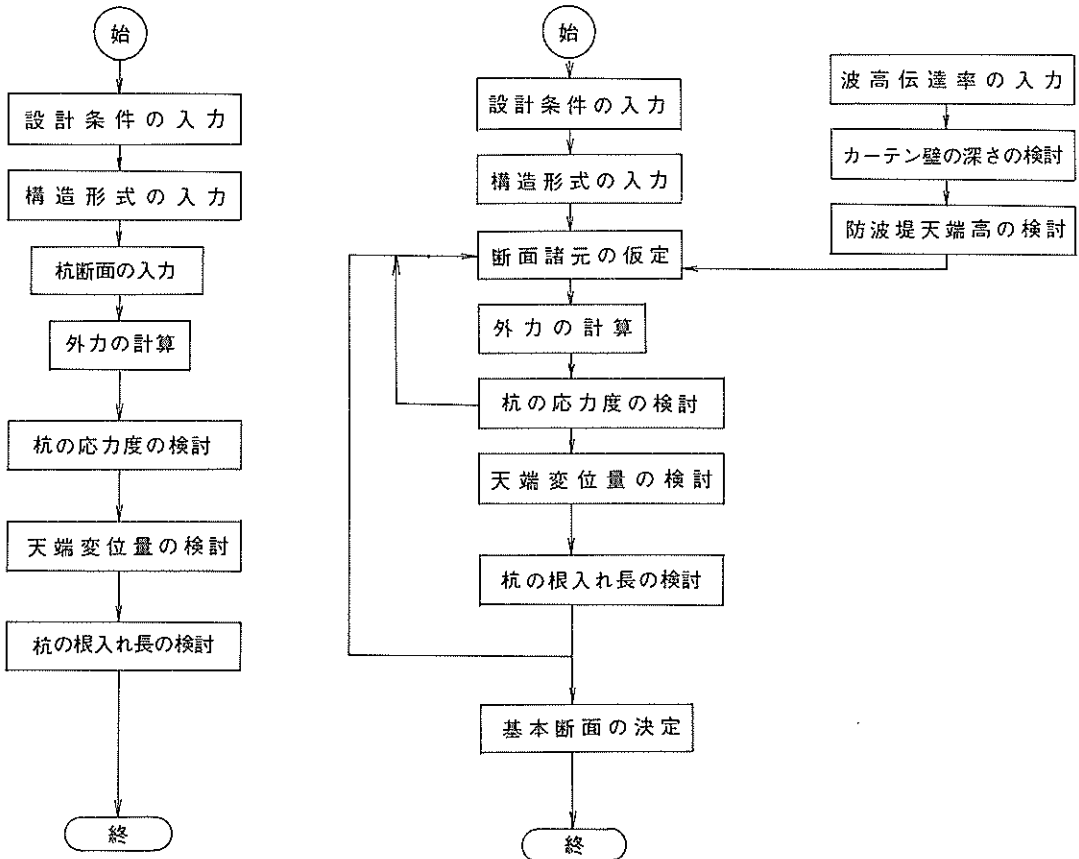 始
設計条件の入力
構造形式の入力
杭断面の入力
外力の計算
杭の応力度の検討
天端変位量の検討
杭の根入れ長の検討
終
始
設計条件の入力
構造形式の入力
断面諸元の仮定
外力の計算
杭の応力度の検討
天端変位量の検討
杭の根入れ長の検討
基本断面の決定
終
波高伝達率の入力
カーテン壁の深さの検討
防波堤天端高の検討